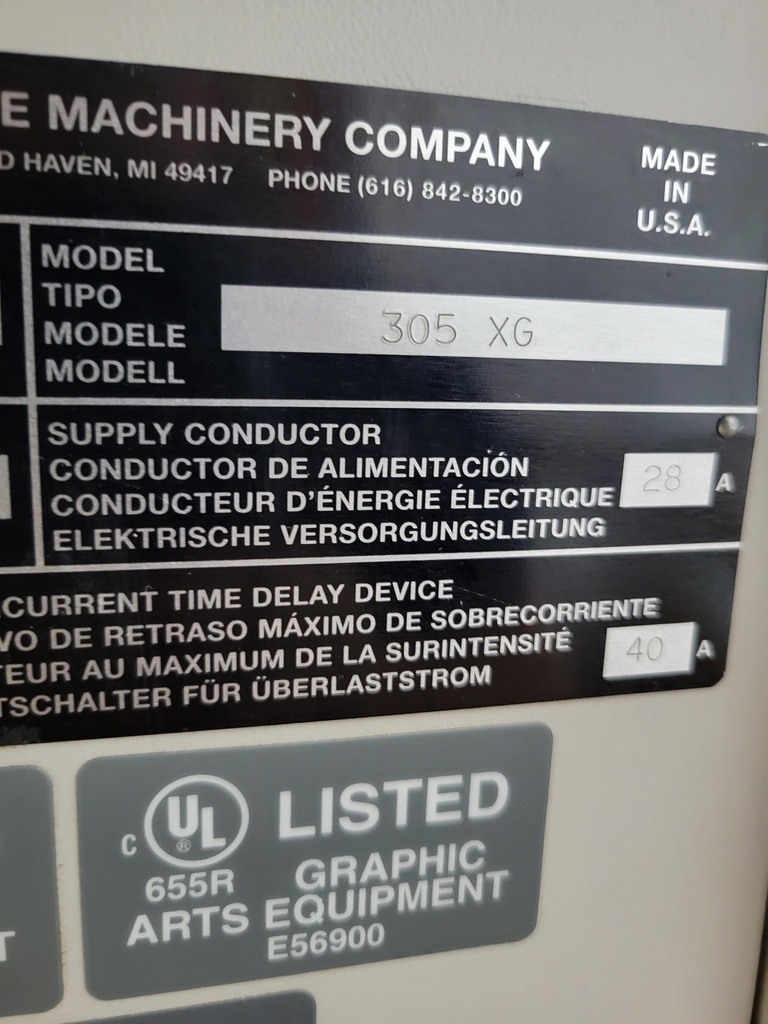 E MACHINERY COMPANY
D HAVEN, MI 49417 PHONE (616) 842-8300
MADE
IN
U.S.A.
MODEL
TIPO
MODELE
MODELL
305 XG
SUPPLY CONDUCTOR
CONDUCTOR DE ALIMENTACIÓN
CONDUCTEUR D'ÉNERGIE ÉLECTRIQUE
ELEKTRISCHE VERSORGUNGSLEITUNG
28 A
CURRENT TIME DELAY DEVICE
VO DE RETRASO MÁXIMO DE SOBRECORRIENTE
TEUR AU MAXIMUM DE LA SURINTENSITÉ
TSCHALTER FÜR ÜBERLASTSTROM
40 A
C UL ® LISTED
655R GRAPHIC
ARTS EQUIPMENT
E56900
T